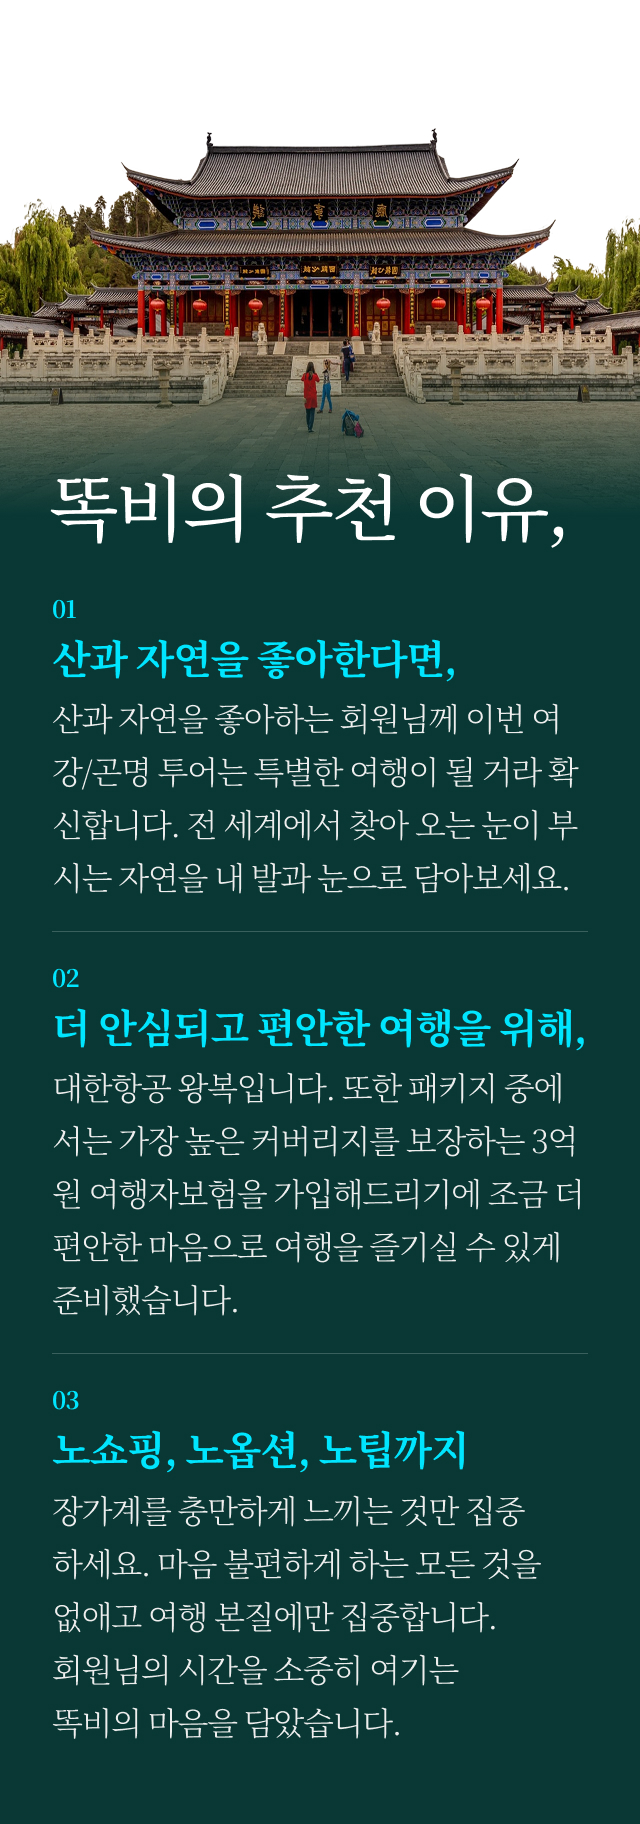 똑비의 추천 이유,
01
산과 자연을 좋아한다면,
산과 자연을 좋아하는 회원님께 이번 여
강/곤명 투어는 특별한 여행이 될 거라 확
신합니다. 전 세계에서 찾아 오는 눈이 부
시는 자연을 내 발과 눈으로 담아보세요.
02
더 안심되고 편안한 여행을 위해,
대한항공 왕복입니다. 또한 패키지 중에
서는 가장 높은 커버리지를 보장하는 3억
원 여행자보험을 가입해드리기에 조금 더
편안한 마음으로 여행을 즐기실 수 있게
준비했습니다.
03
노쇼핑, 노옵션, 노팁까지
장가계를 충만하게 느끼는 것만 집중
하세요. 마음 불편하게 하는 모든 것을
없애고 여행 본질에만 집중합니다.
회원님의 시간을 소중히 여기는
똑비의 마음을 담았습니다.